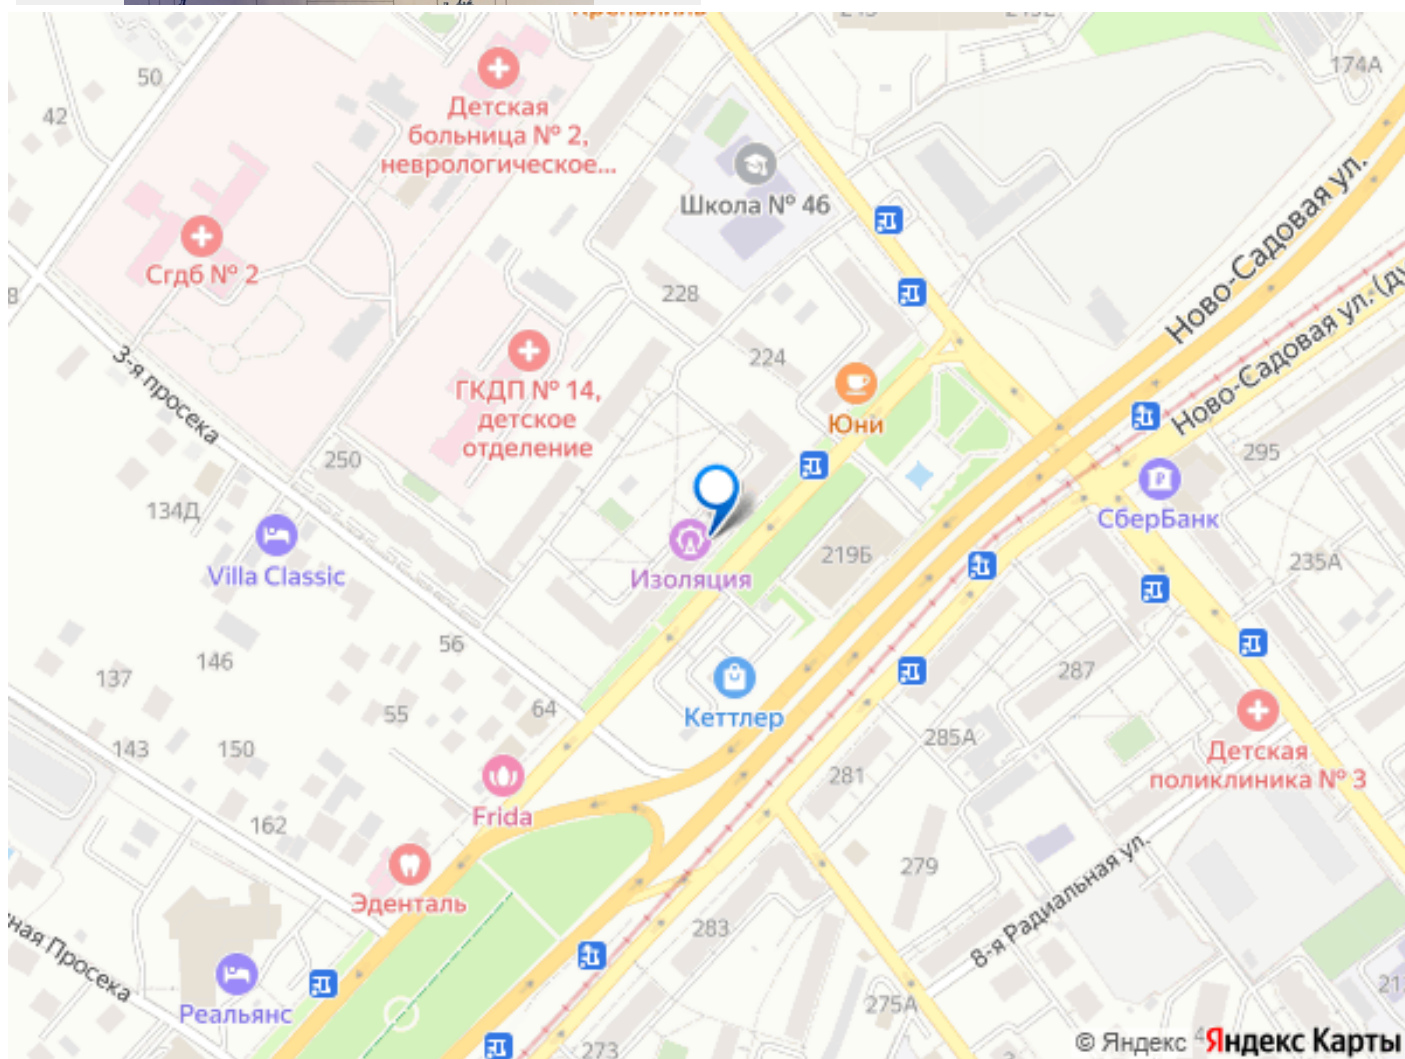 174А
50
42
Детская
больница № 2,
неврологическое...
Школа № 46
Сгдб № 2
Ново-Садовая ул.
Ново-Садовая ул. (ду
228
224
3-я просека
ГКДП № 14,
детское
отделение
Юни
250
134Д
295
СберБанк
Villa Classic
Изоляция
219Б
235А
56
146
137
287
55
64
Кеттлер
143
150
285А
281
Детская
поликлиника № 3
Frida
162
279
Эденталь
8-я Радиальная ул.
283
ная Просека
Реальянс
275А
273
© Яндекс
Яндекс Карты